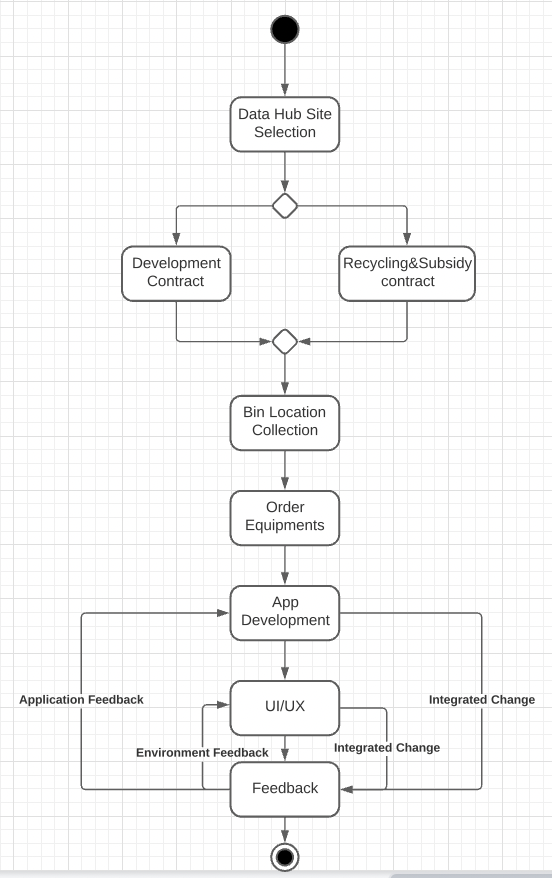 Data Hub Site
Selection
Development
Contract
Recycling&Subsidy
contract
Bin Location
Collection
Order
Equipments
App
Development
Application Feedback
Integrated Change
UI/UX
Environment Feedback
Integrated Change
Feedback